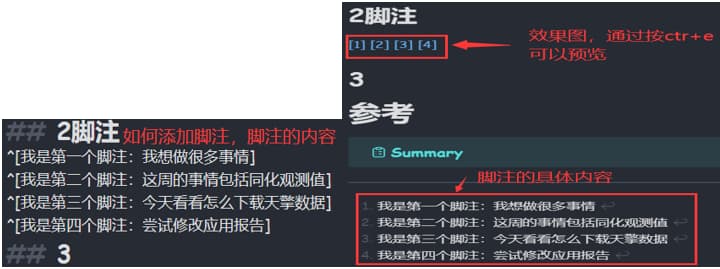 ## 2脚注
如何添加脚注，脚注的内容
^[我是第一个脚注：我想做很多事情]
^[我是第二个脚注：这周的事情包括同化观测值]
^[我是第三个脚注：今天看看怎么下载天擎数据]
^[我是第四个脚注：尝试修改应用报告]
## 3
2脚注
[1] [2] [3] [4]
效果图，通过按ctr+e
可以预览
3
参考
Summary
脚注的具体内容
1. 我是第一个脚注：我想做很多事情 ↩
2. 我是第二个脚注：这周的事情包括同化观测值 ↩
3. 我是第三个脚注：今天看看怎么下载天擎数据 ↩
4. 我是第四个脚注：尝试修改应用报告 ↩